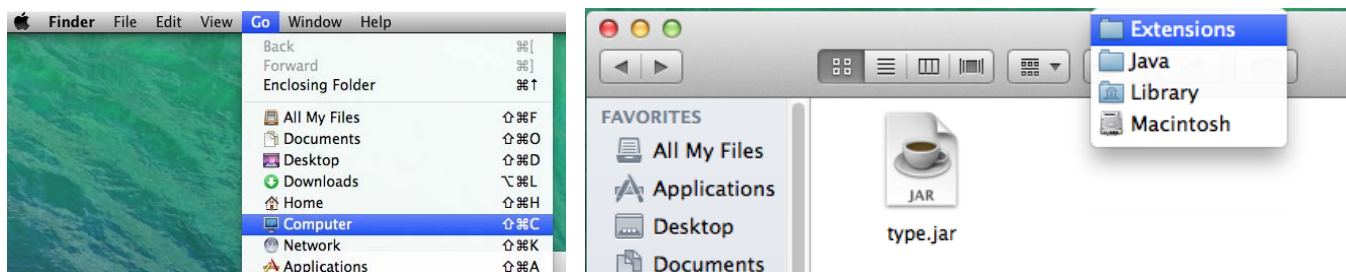 Finder File Edit View Go Window Help
Back ⌘[
Forward ⌘]
Enclosing Folder ⌘↑
All My Files ⇧⌘F
Documents ⇧⌘O
Desktop ⇧⌘D
Downloads ⌥⌘L
Home ⇧⌘H
Computer ⇧⌘C
Network ⇧⌘K
Applications ⇧⌘A
Extensions
Java
Library
Macintosh
FAVORITES
All My Files
Applications
Desktop
Documents
JAR
type.jar